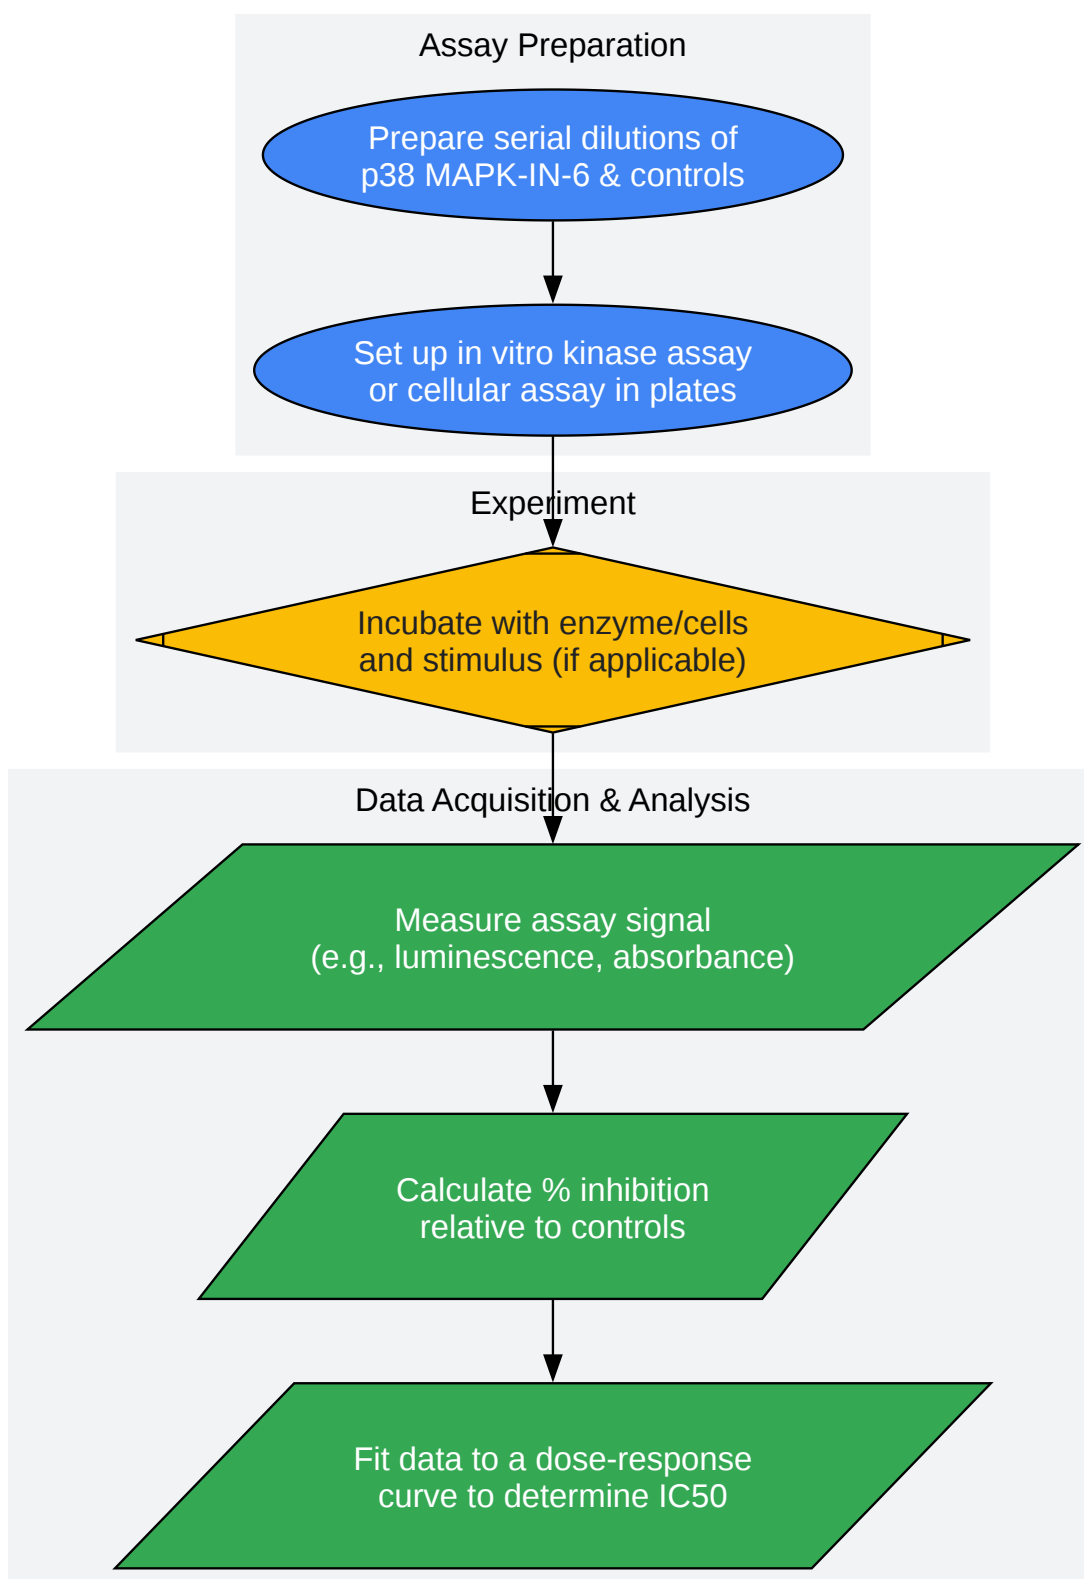 Assay Preparation
Prepare serial dilutions of
p38 MAPK-IN-6 & controls
Set up in vitro kinase assay
or cellular assay in plates
Experiment
Incubate with enzyme/cells
and stimulus (if applicable)
Data Acquisition & Analysis
Measure assay signal
(e.g., luminescence, absorbance)
Calculate % inhibition
relative to controls
Fit data to a dose-response
curve to determine IC50